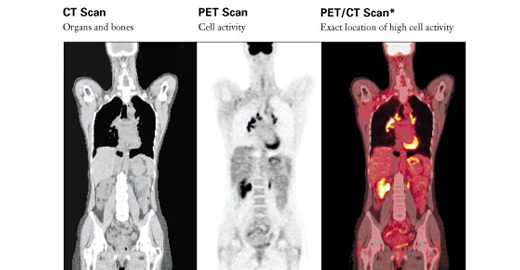 CT Scan
Organs and bones
PET Scan
Cell activity
PET/CT Scan*
Exact location of high cell activity